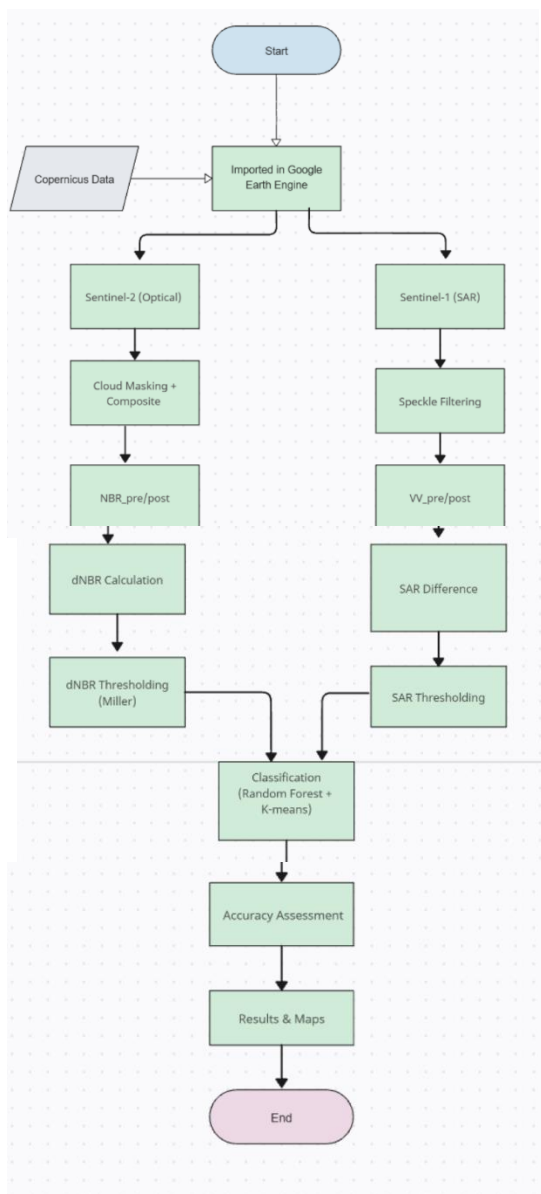 Start
Copernicus Data
Imported in Google
Earth Engine
Sentinel-2 (Optical)
Sentinel-1 (SAR)
Cloud Masking +
Composite
Speckle Filtering
NBR_pre/post
VV_pre/post
dNBR Calculation
SAR Difference
dNBR Thresholding
(Miller)
SAR Thresholding
Classification
(Random Forest +
K-means)
Accuracy Assessment
Results & Maps
End